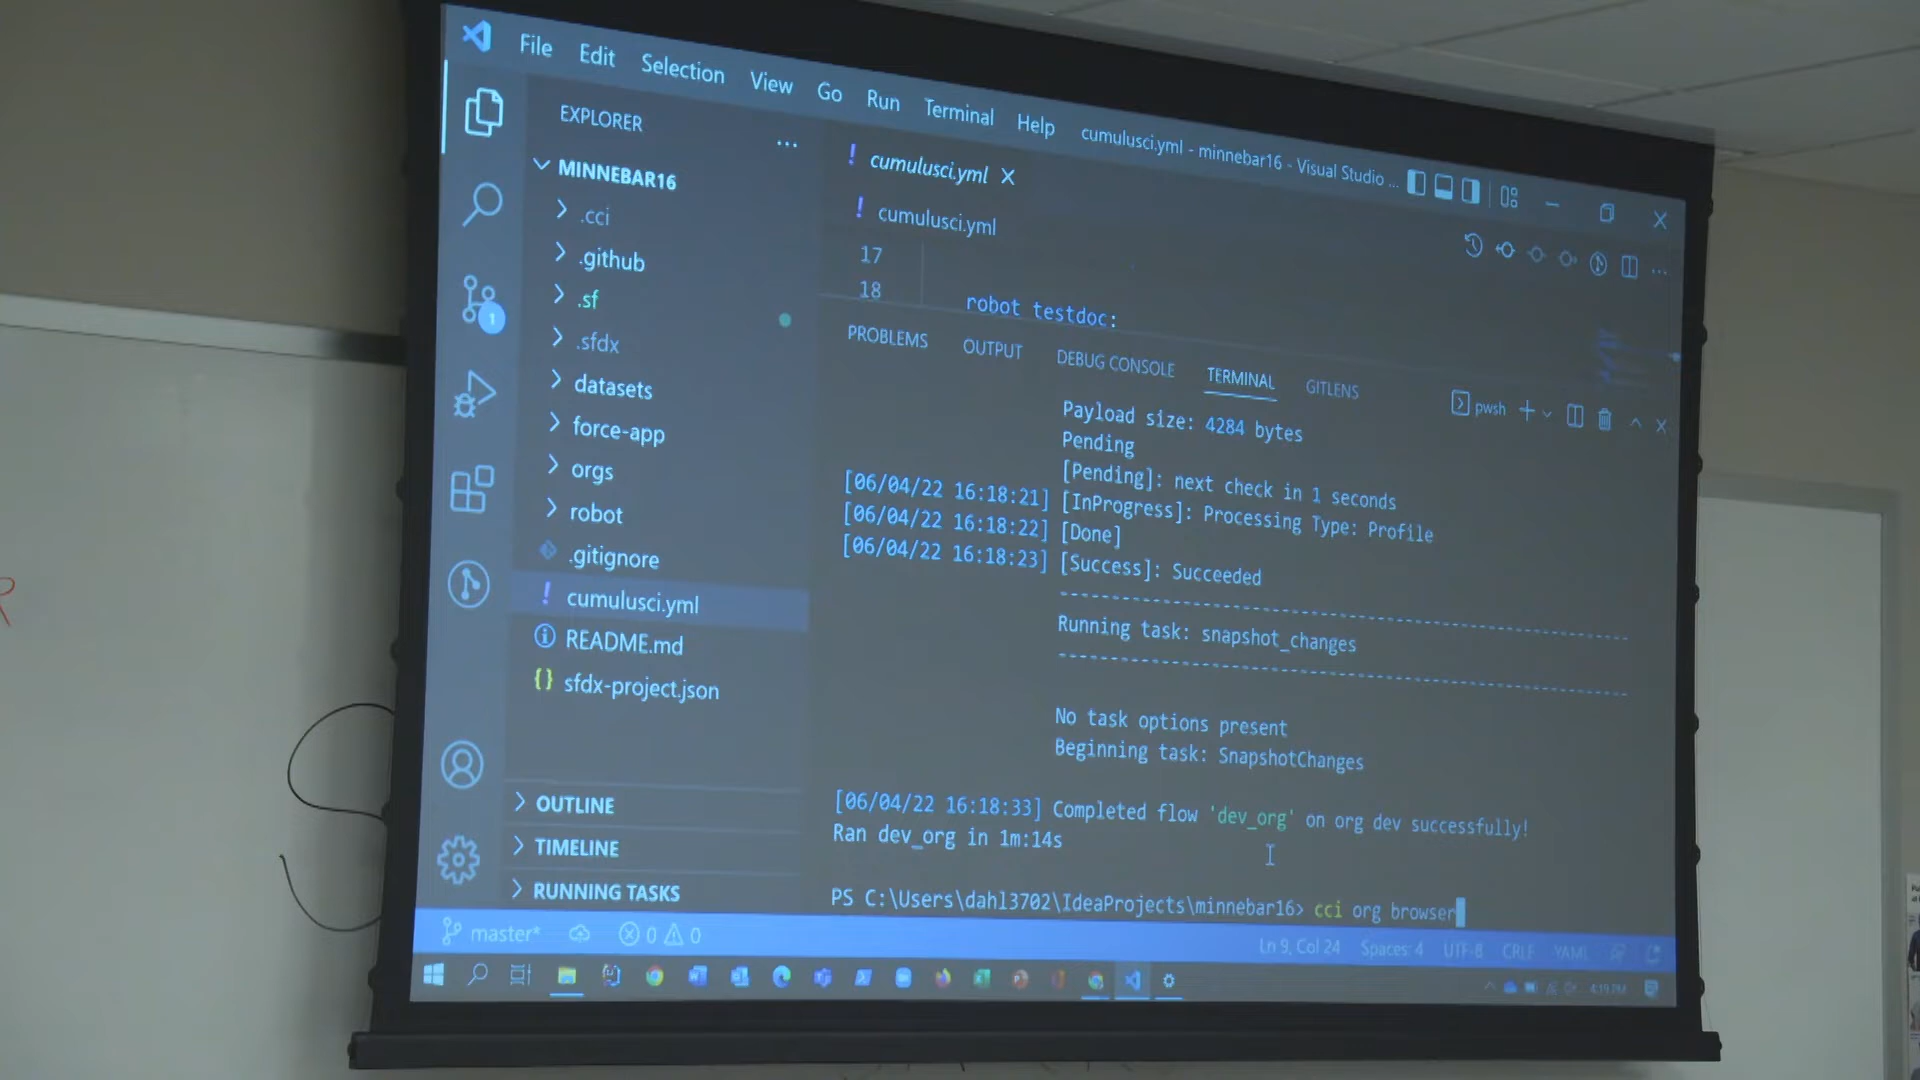 File Edit Selection View Go Run Terminal Help cumulusci.yml - minnebar16 - Visual Studio ...
EXPLORER
MINNEBAR16
.cci
.github
.sf
.sfdx
datasets
force-app
orgs
robot
.gitignore
cumulusci.yml
README.md
sfdx-project.json
OUTLINE
TIMELINE
RUNNING TASKS
1
cumulusci.yml
cumulusci.yml
17
18 robot testdoc:
PROBLEMS OUTPUT DEBUG CONSOLE TERMINAL GITLENS
pwsh
Payload size: 4284 bytes
Pending
[Pending]: next check in 1 seconds
[06/04/22 16:18:21] [InProgress]: Processing Type: Profile
[06/04/22 16:18:22] [Done]
[06/04/22 16:18:23] [Success]: Succeeded
--------------------------------------------------
Running task: snapshot_changes
--------------------------------------------------
No task options present
Beginning task: SnapshotChanges
[06/04/22 16:18:33] Completed flow 'dev_org' on org dev successfully!
Ran dev_org in 1m:14s
PS C:\Users\dahl3702\IdeaProjects\minnebar16> cci org browser
master* 0 0 Ln 9, Col 24 Spaces: 4 UTF-8 CRLF YAML
4:19 PM